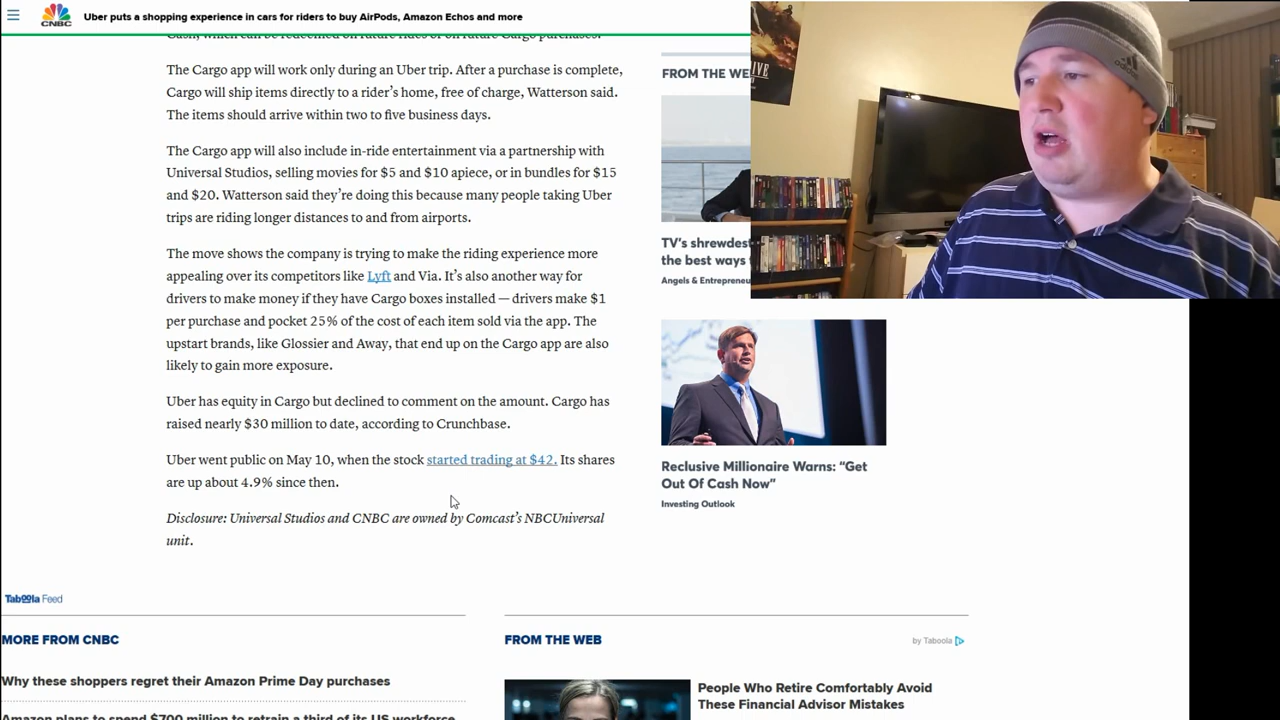 CNBC
Uber puts a shopping experience in cars for riders to buy AirPods, Amazon Echos and more
Cash, which can be redeemed on future rides or on future Cargo purchases.
The Cargo app will work only during an Uber trip. After a purchase is complete,
Cargo will ship items directly to a rider's home, free of charge, Watterson said.
The items should arrive within two to five business days.
The Cargo app will also include in-ride entertainment via a partnership with
Universal Studios, selling movies for $5 and $10 apiece, or in bundles for $15
and $20. Watterson said they're doing this because many people taking Uber
trips are riding longer distances to and from airports.
The move shows the company is trying to make the riding experience more
appealing over its competitors like Lyft and Via. It's also another way for
drivers to make money if they have Cargo boxes installed — drivers make $1
per purchase and pocket 25% of the cost of each item sold via the app. The
upstart brands, like Glossier and Away, that end up on the Cargo app are also
likely to gain more exposure.
Uber has equity in Cargo but declined to comment on the amount. Cargo has
raised nearly $30 million to date, according to Crunchbase.
Uber went public on May 10, when the stock started trading at $42. Its shares
are up about 4.9% since then.
Disclosure: Universal Studios and CNBC are owned by Comcast's NBCUniversal
unit.
FROM THE WE
TV's shrewdes
the best ways
Angels & Entrepreneu
Reclusive Millionaire Warns: “Get
Out Of Cash Now”
Investing Outlook
Taboola Feed
MORE FROM CNBC
Why these shoppers regret their Amazon Prime Day purchases
Amazon plans to spend $700 million to retrain a third of its US workforce
FROM THE WEB
by Taboola
People Who Retire Comfortably Avoid
These Financial Advisor Mistakes